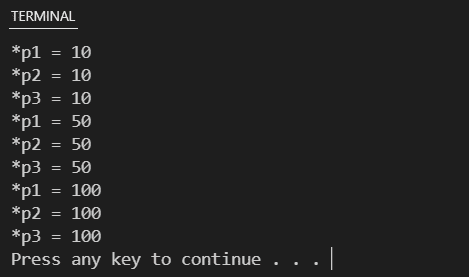 TERMINAL
*p1 = 10
*p2 = 10
*p3 = 10
*p1 = 50
*p2 = 50
*p3 = 50
*p1 = 100
*p2 = 100
*p3 = 100
Press any key to continue . . .